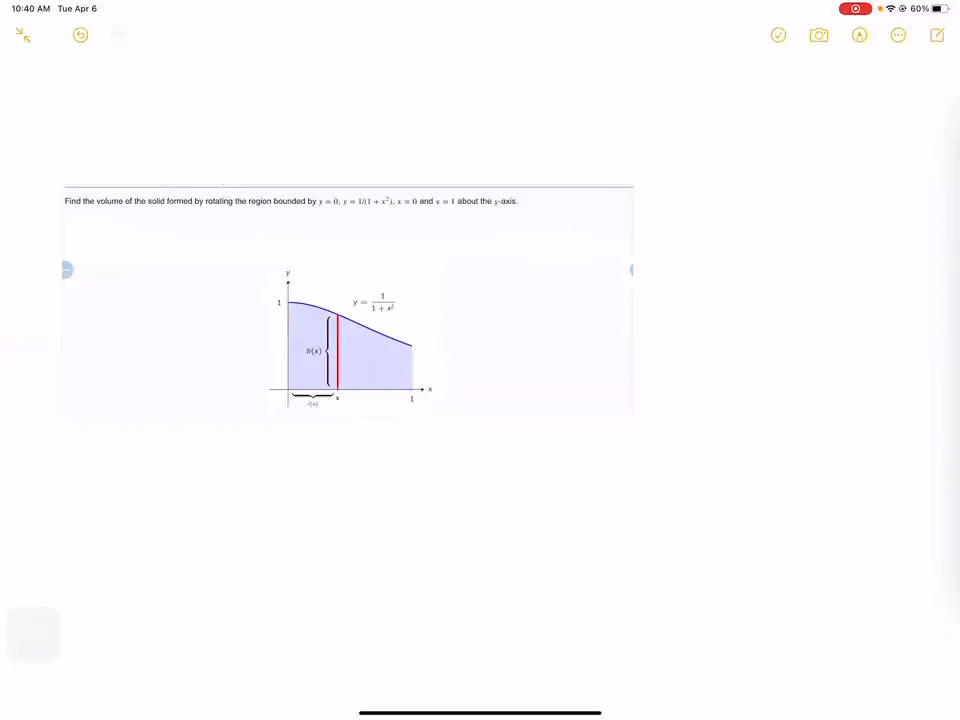 10:40 AM Tue Apr 6 60%
Find the volume of the solid formed by rotating the region bounded by y = 0, y = 1/(1 + x²), x = 0 and x = 1 about the y-axis.
y
1
y = 1 / 1 + x²
h(x)
x
r(x)
x
1